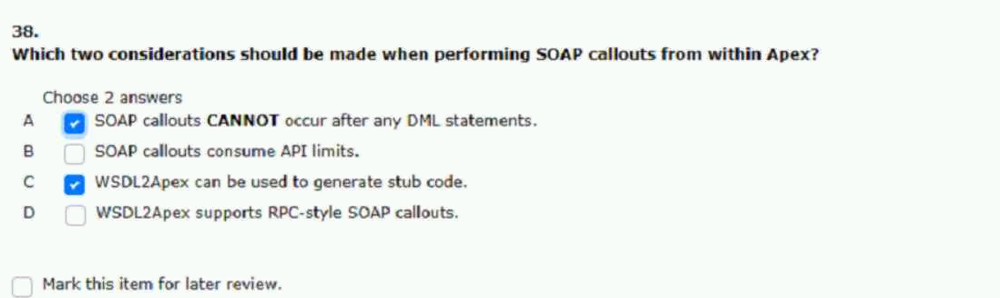 38.
Which two considerations should be made when performing SOAP callouts from within Apex?
Choose 2 answers
A SOAP callouts CANNOT occur after any DML statements.
B SOAP callouts consume API limits.
C WSDL2Apex can be used to generate stub code.
D WSDL2Apex supports RPC-style SOAP callouts.
Mark this item for later review.